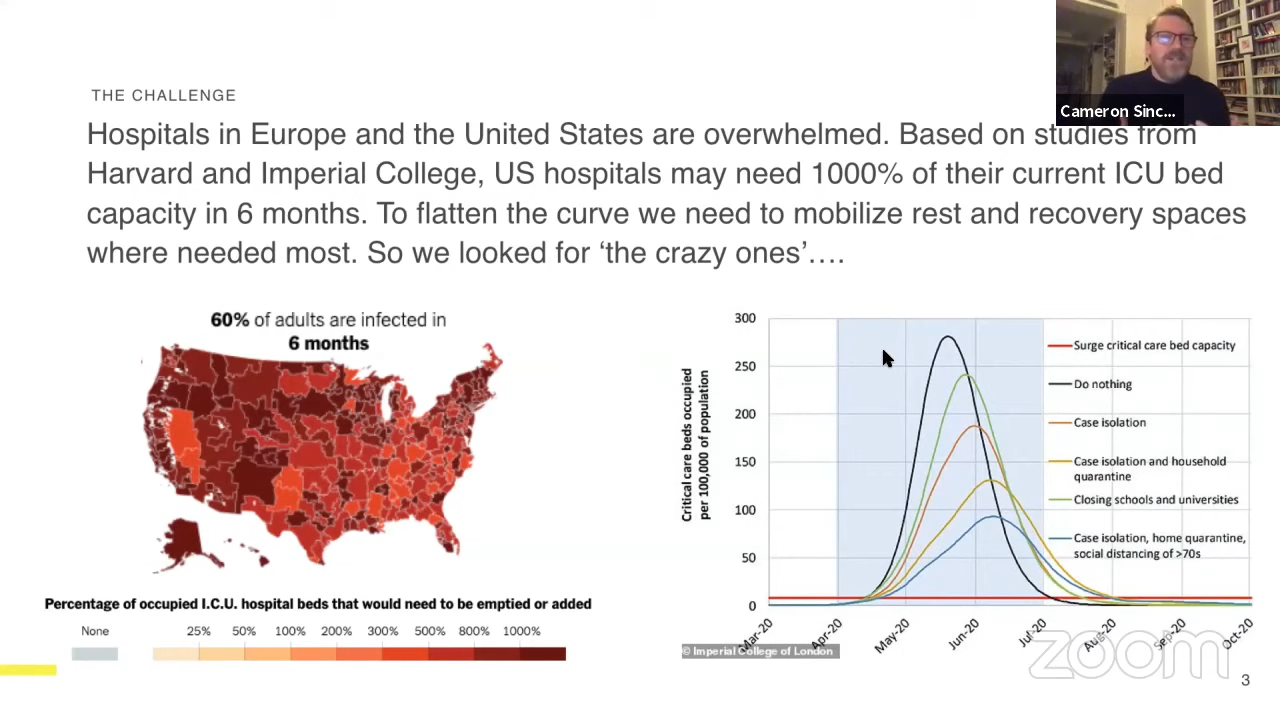 Cameron Sinc...
THE CHALLENGE
Hospitals in Europe and the United States are overwhelmed. Based on studies from
Harvard and Imperial College, US hospitals may need 1000% of their current ICU bed
capacity in 6 months. To flatten the curve we need to mobilize rest and recovery spaces
where needed most. So we looked for ‘the crazy ones’….
60% of adults are infected in
6 months
Percentage of occupied I.C.U. hospital beds that would need to be emptied or added
None 25% 50% 100% 200% 300% 500% 800% 1000%
Critical care beds occupied
per 100,000 of population
300
250
200
150
100
50
0
Surge critical care bed capacity
Do nothing
Case isolation
Case isolation and household
quarantine
Closing schools and universities
Case isolation, home quarantine,
social distancing of >70s
Mar-20 Apr-20 May-20 Jun-20 Jul-20 Aug-20 Sep-20 Oct-20
© Imperial College of London
zoom
3